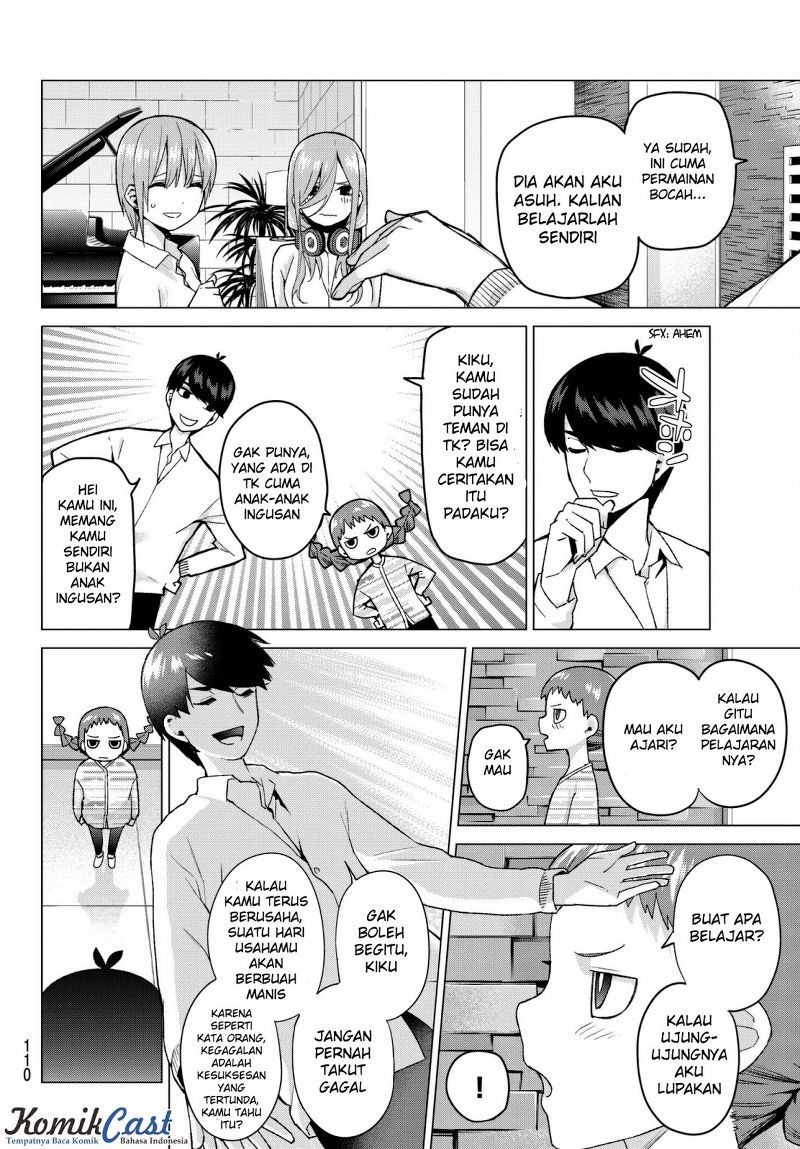 YA SUDAH,
INI CUMA
PERMAINAN
BOCAH...
DIA AKAN AKU
ASUH. KALIAN
BELAJARLAH
SENDIRI
SFX: AHEM
KIKU,
KAMU
SUDAH
PUNYA
TEMAN DI
TK? BISA
KAMU
CERITAKAN
ITU
PADAKU?
GAK PUNYA,
YANG ADA DI
TK CUMA
ANAK-ANAK
INGUSAN
HEI
KAMU INI,
MEMANG
KAMU
SENDIRI
BUKAN
ANAK
INGUSAN?
KALAU
GITU
BAGAIMANA
PELAJARAN
NYA?
MAU AKU
AJARI?
GAK
MAU
BUAT APA
BELAJAR?
KALAU
UJUNG-
UJUNGNYA
AKU
LUPAKAN
!
GAK
BOLEH
BEGITU,
KIKU
JANGAN
PERNAH
TAKUT
GAGAL
KALAU
KAMU TERUS
BERUSAHA,
SUATU HARI
USAHAMU
AKAN
BERBUAH
MANIS
KARENA
SEPERTI
KATA ORANG,
KEGAGALAN
ADALAH
KESUKSESAN
YANG
TERTUNDA,
KAMU TAHU
ITU?
110
KomikCast
Tempatnya Baca Komik Bahasa Indonesia